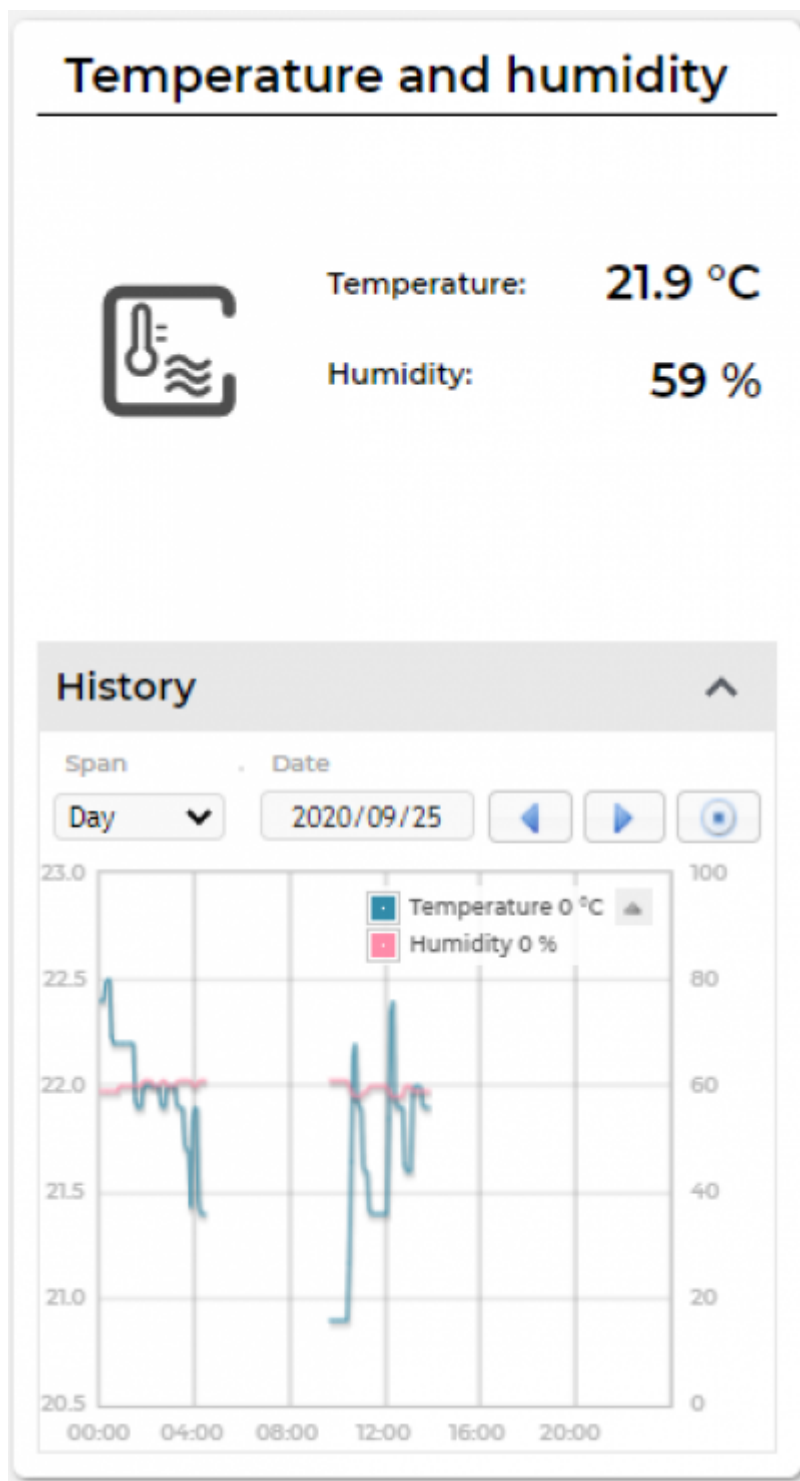 Temperature and humidity
Temperature: 21.9 °C
Humidity: 59 %
History
Span . Date
Day 2020/09/25
23.0 100
Temperature 0 °C
Humidity 0 %
22.5 80
22.0 60
21.5 40
21.0 20
20.5 0
00:00 04:00 08:00 12:00 16:00 20:00